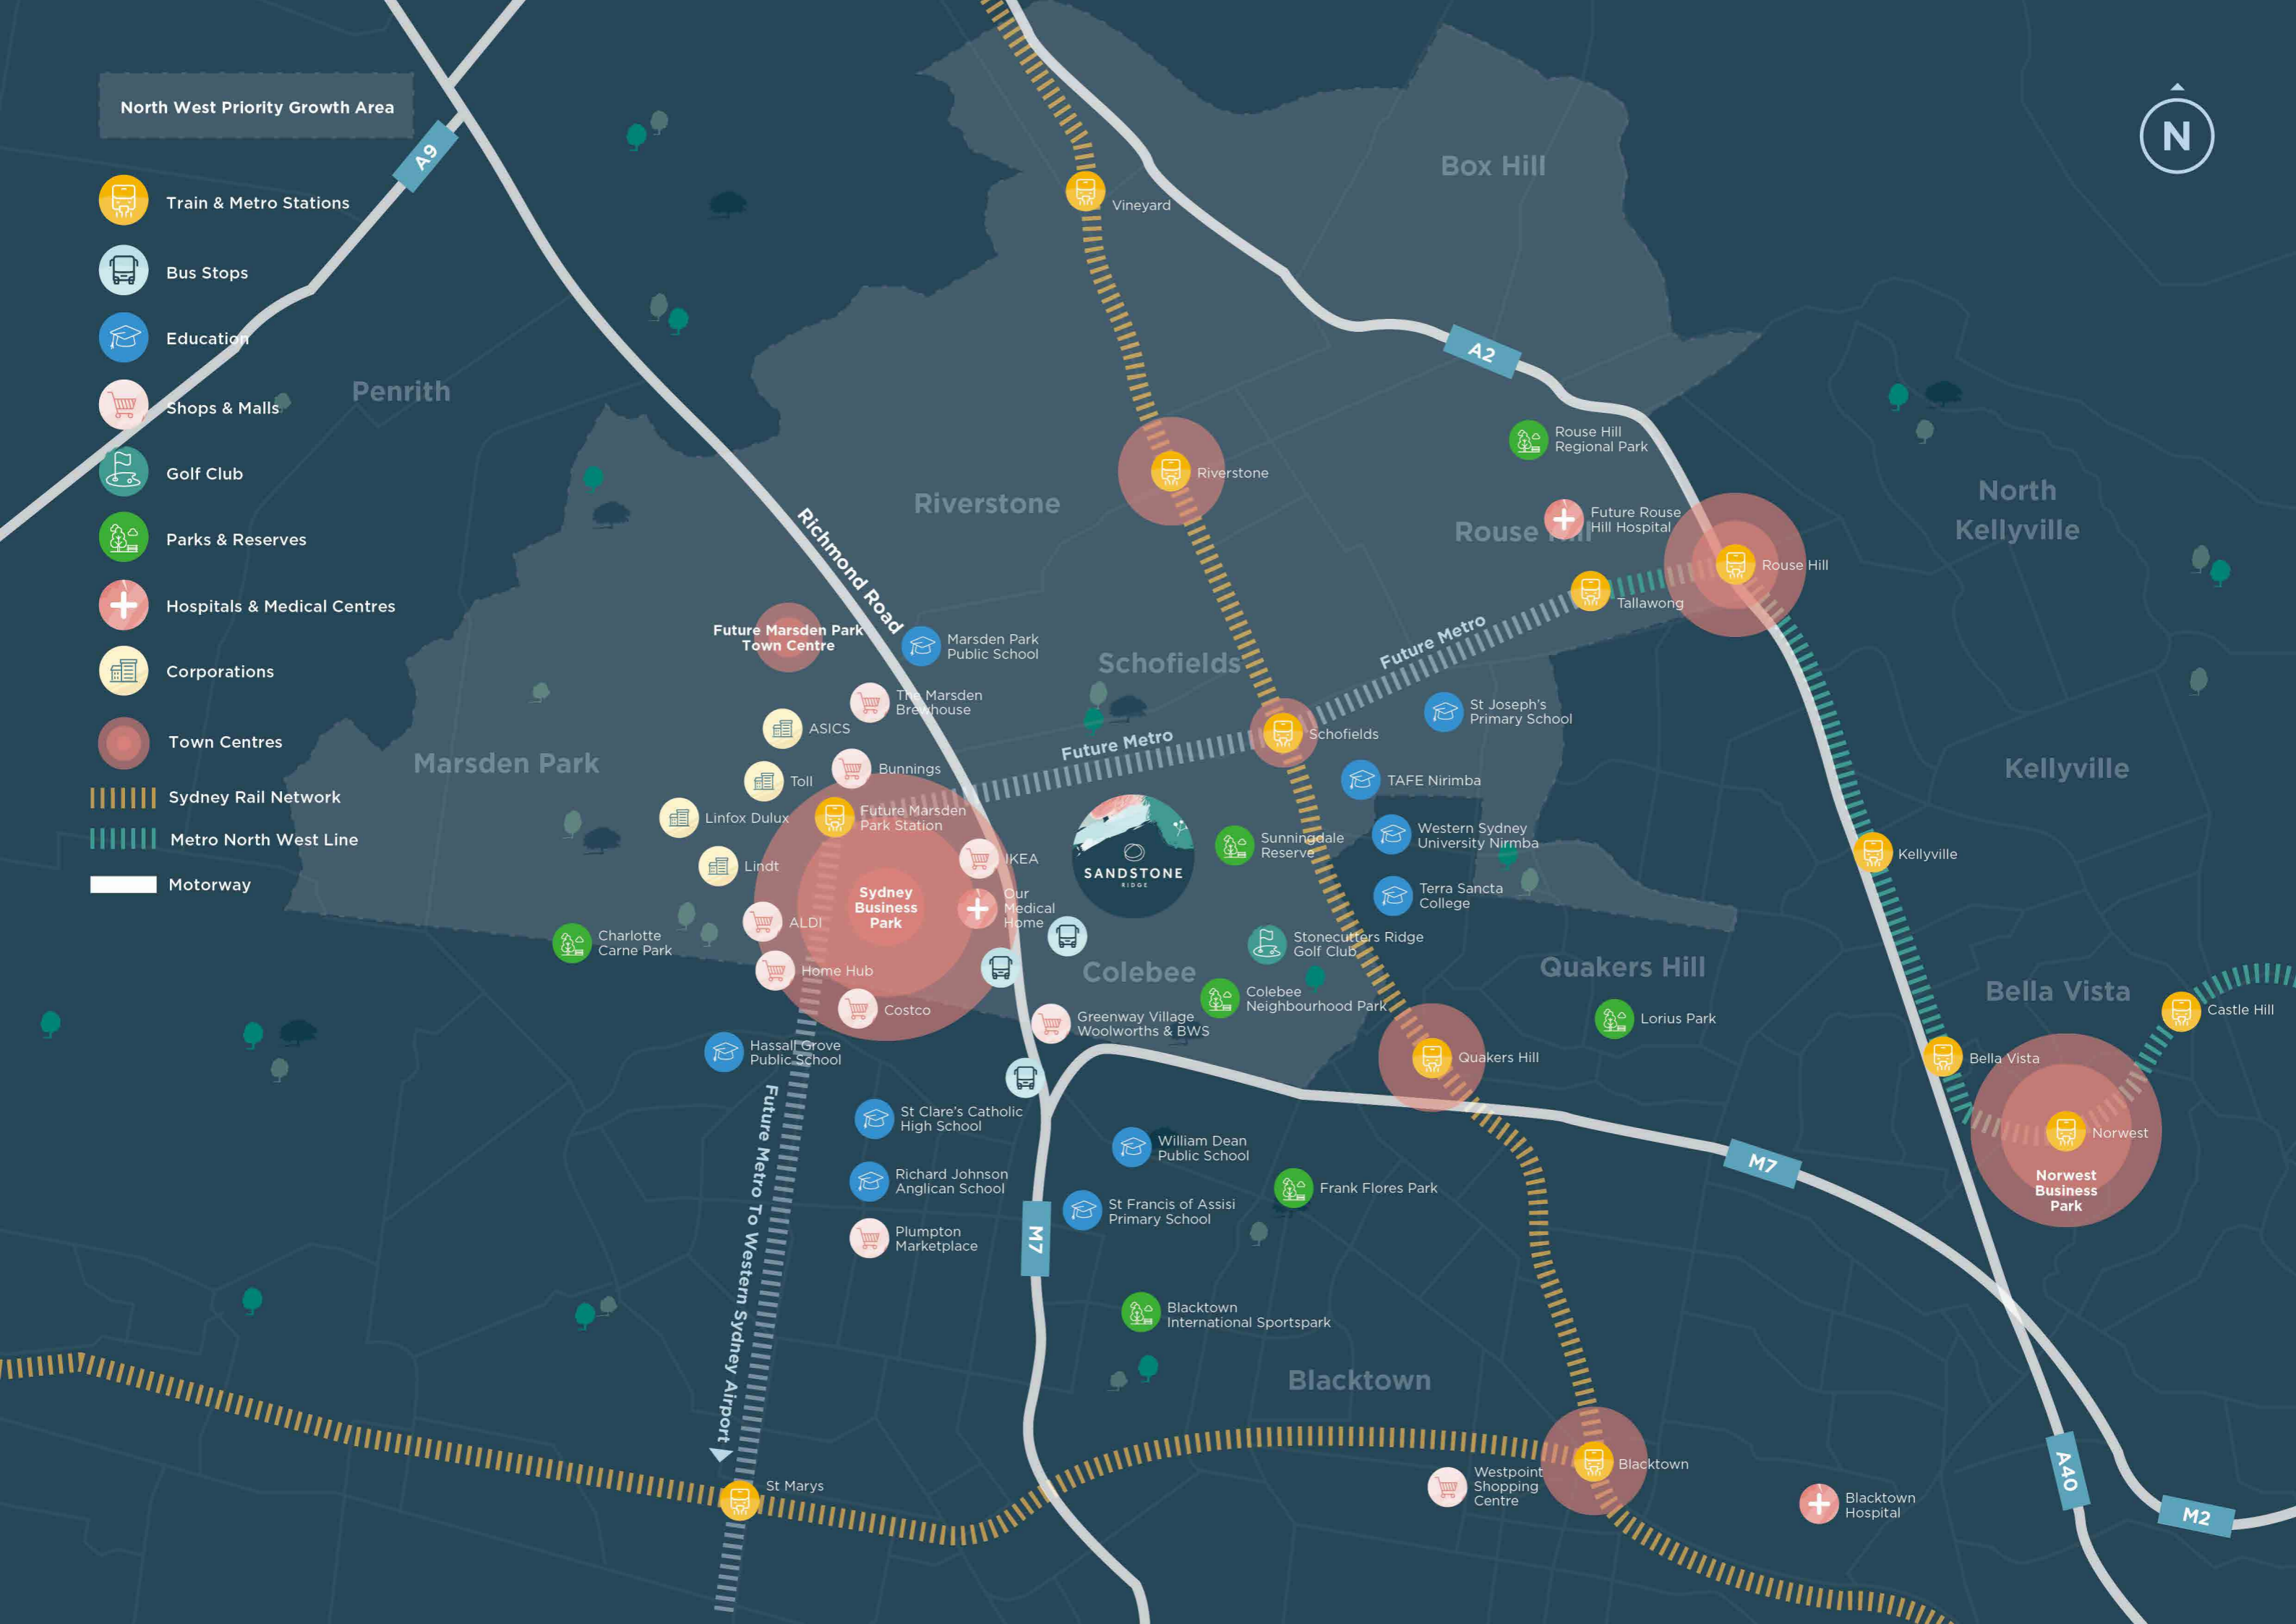 North West Priority Growth Area
Train & Metro Stations
Bus Stops
Education
Shops & Malls
Golf Club
Parks & Reserves
Hospitals & Medical Centres
Corporations
Town Centres
Sydney Rail Network
Metro North West Line
Motorway
N
A9
Penrith
Box Hill
Vineyard
A2
Rouse Hill
Regional Park
Riverstone
Riverstone
North
Kellyville
Future Rouse
Hill Hospital
Rouse Hill
Rouse Hill
Tallawong
Richmond Road
Future Metro
Future Marsden Park
Town Centre
Marsden Park
Public School
Schofields
The Marsden
Brewhouse
ASICS
St Joseph's
Primary School
Schofields
Future Metro
Marsden Park
Bunnings
Toll
TAFE Nirimba
Kellyville
Linfox Dulux
Future Marsden
Park Station
Sunningdale
Reserve
Western Sydney
University Nirmba
Kellyville
IKEA
Lindt
SANDSTONE
RIDGE
Sydney
Business
Park
Our
Medical
Home
Terra Sancta
College
ALDI
Charlotte
Carne Park
Stonecutters Ridge
Golf Club
Home Hub
Colebee
Quakers Hill
Bella Vista
Costco
Colebee
Neighbourhood Park
Castle Hill
Greenway Village
Woolworths & BWS
Lorius Park
Hassall Grove
Public School
Quakers Hill
Bella Vista
Future Metro To Western Sydney Airport
St Clare's Catholic
High School
William Dean
Public School
Norwest
M7
Norwest
Business
Park
Richard Johnson
Anglican School
Frank Flores Park
St Francis of Assisi
Primary School
Plumpton
Marketplace
M7
Blacktown
International Sportspark
Blacktown
St Marys
Westpoint
Shopping
Centre
Blacktown
Blacktown
Hospital
A40
M2